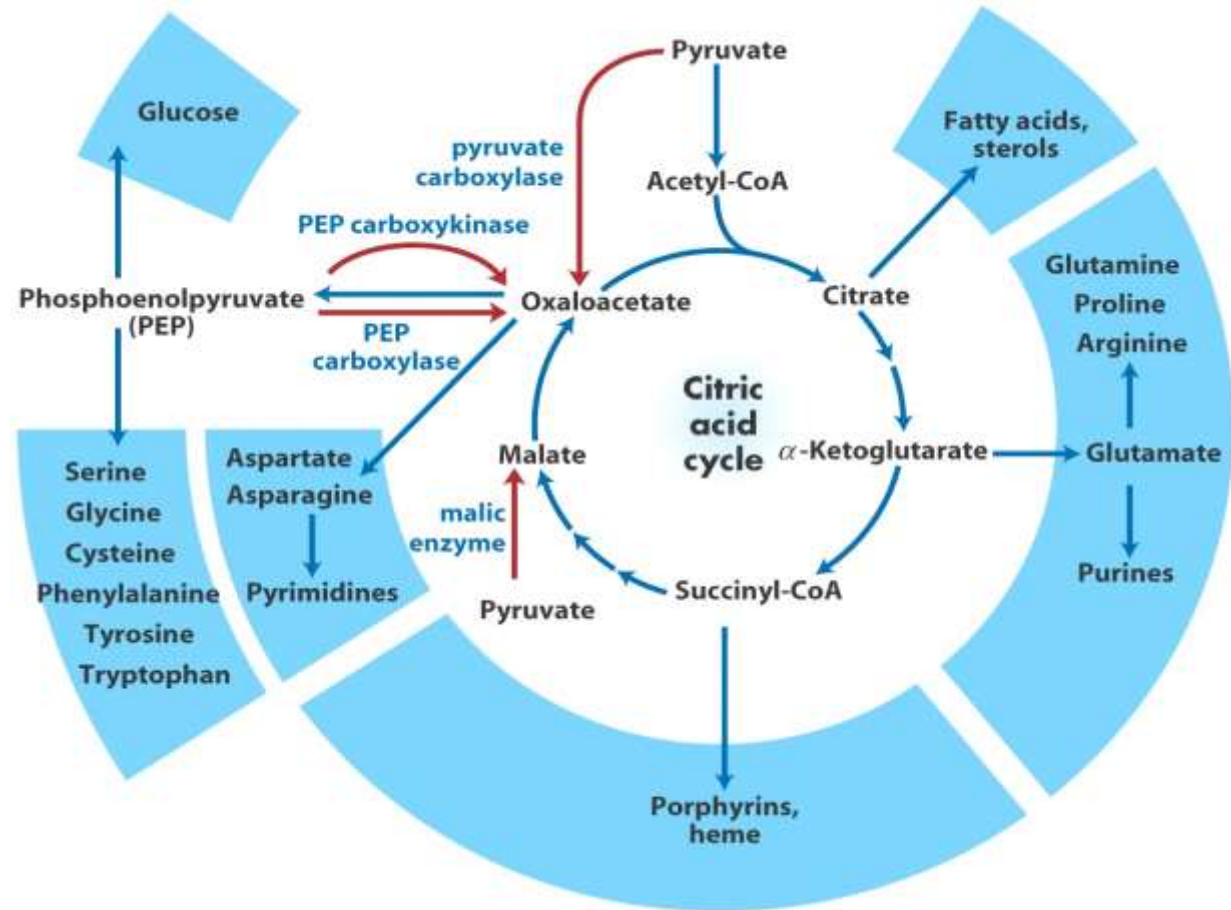 Pyruvate
Glucose
Fatty acids,
sterols
pyruvate
carboxylase
Acetyl-CoA
PEP carboxykinase
Glutamine
Proline
Arginine
Phosphoenolpyruvate
(PEP)
Oxaloacetate
Citrate
PEP
carboxylase
Citric
acid
cycle
Malate
α-Ketoglutarate
Glutamate
Serine
Glycine
Cysteine
Phenylalanine
Tyrosine
Tryptophan
Aspartate
Asparagine
Pyrimidines
malic
enzyme
Pyruvate
Succinyl-CoA
Purines
Porphyrins,
heme